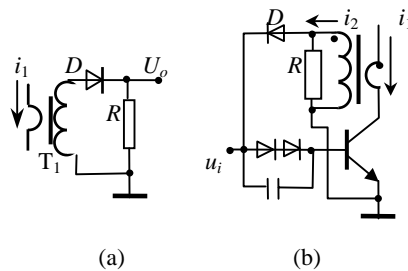 D i₂ i₁
i₁ D Uₒ R
R
T₁ uᵢ
(a) (b)